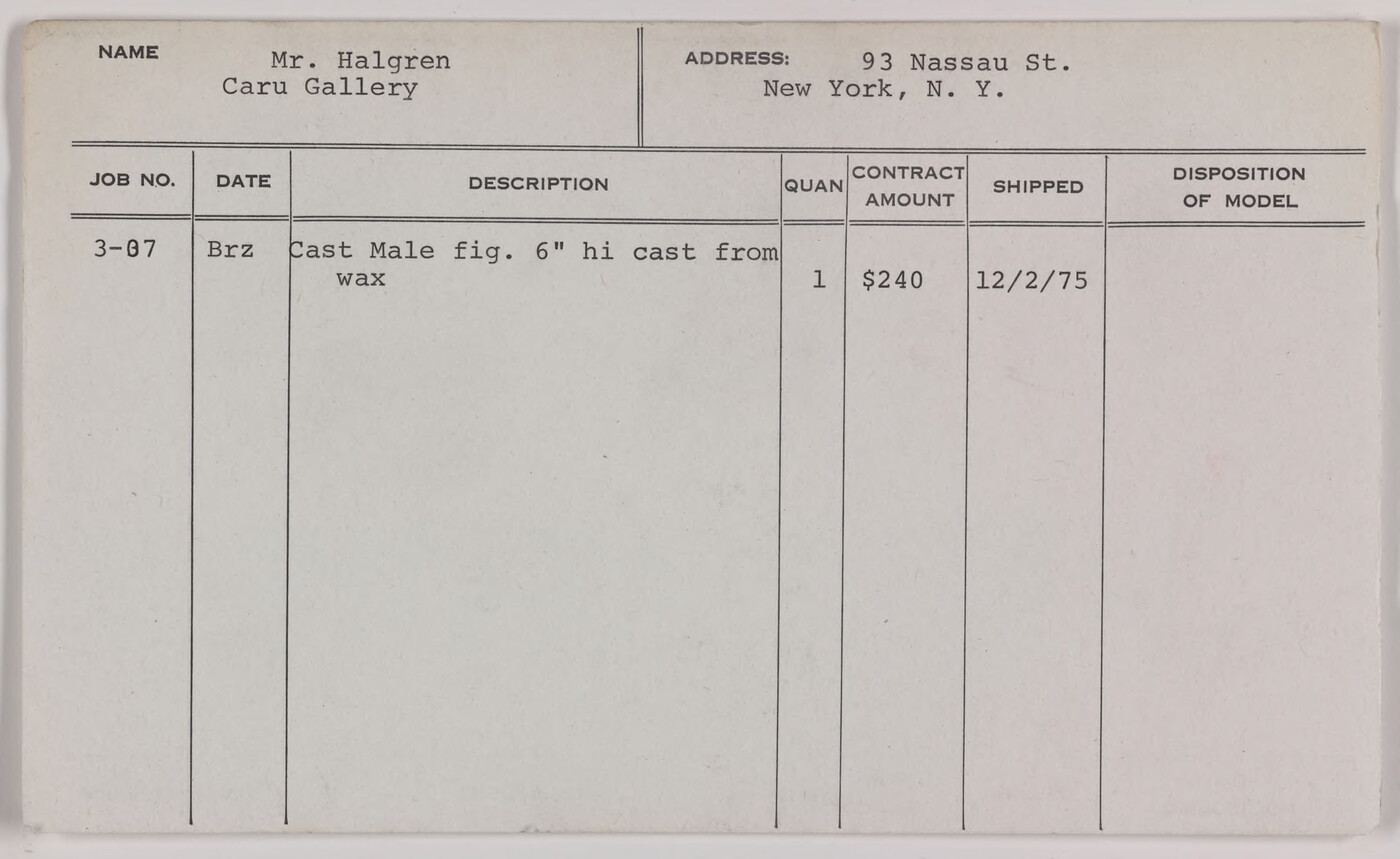 NAME Mr. Halgren ADDRESS: 93 Nassau St.
Caru Gallery New York, N. Y.
JOB NO. DATE DESCRIPTION QUAN CONTRACT AMOUNT SHIPPED DISPOSITION OF MODEL
3-07 Brz Cast Male fig. 6" hi cast from
wax 1 $240 12/2/75